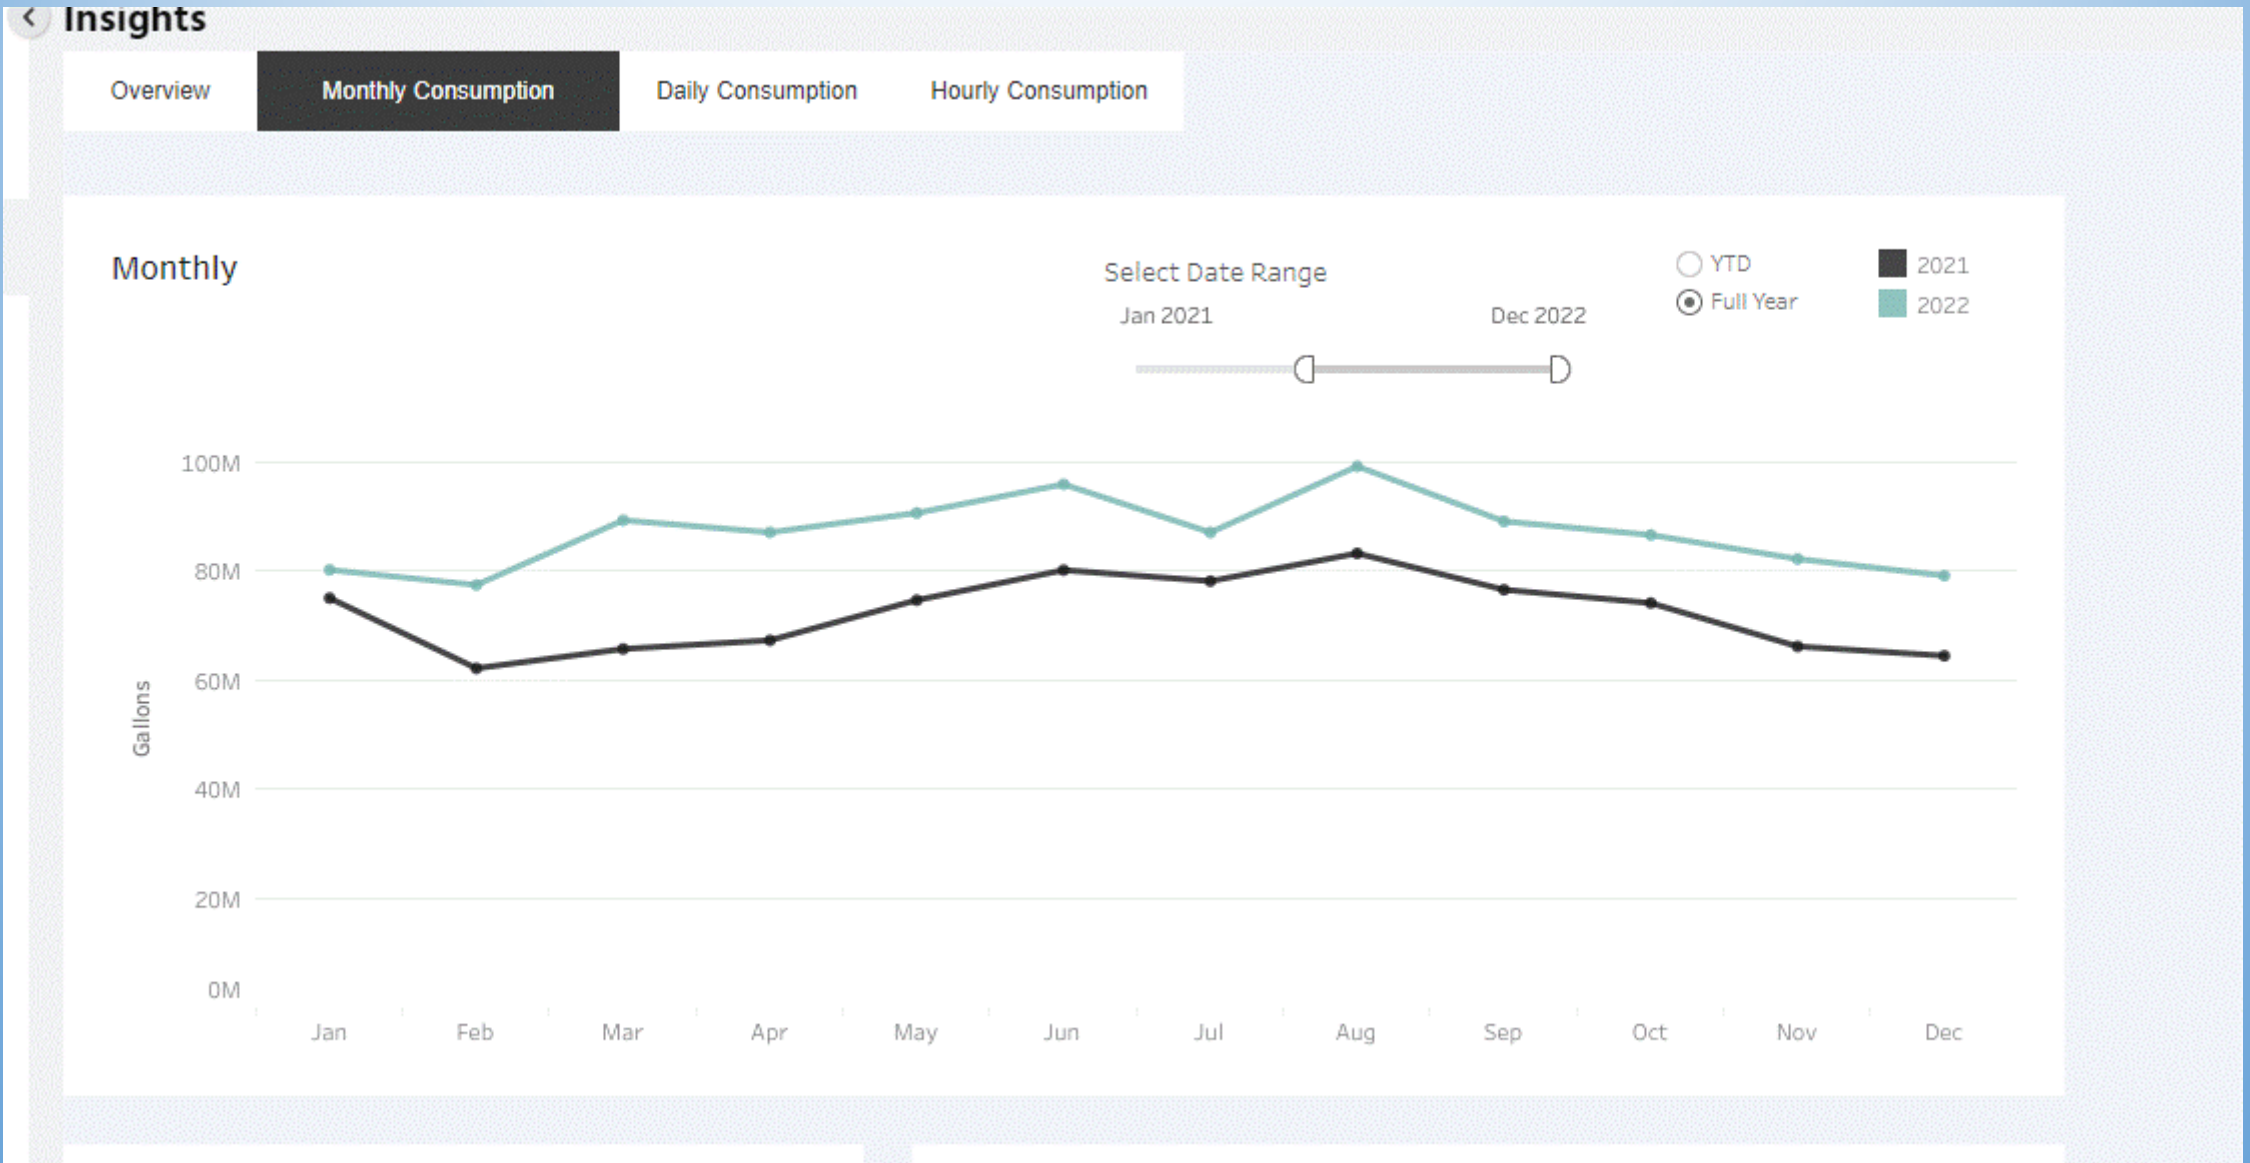 Insights
Overview
Monthly Consumption
Daily Consumption
Hourly Consumption
Monthly
Select Date Range
Jan 2021
Dec 2022
YTD
Full Year
2021
2022
100M
80M
60M
40M
20M
0M
Gallons
Jan
Feb
Mar
Apr
May
Jun
Jul
Aug
Sep
Oct
Nov
Dec